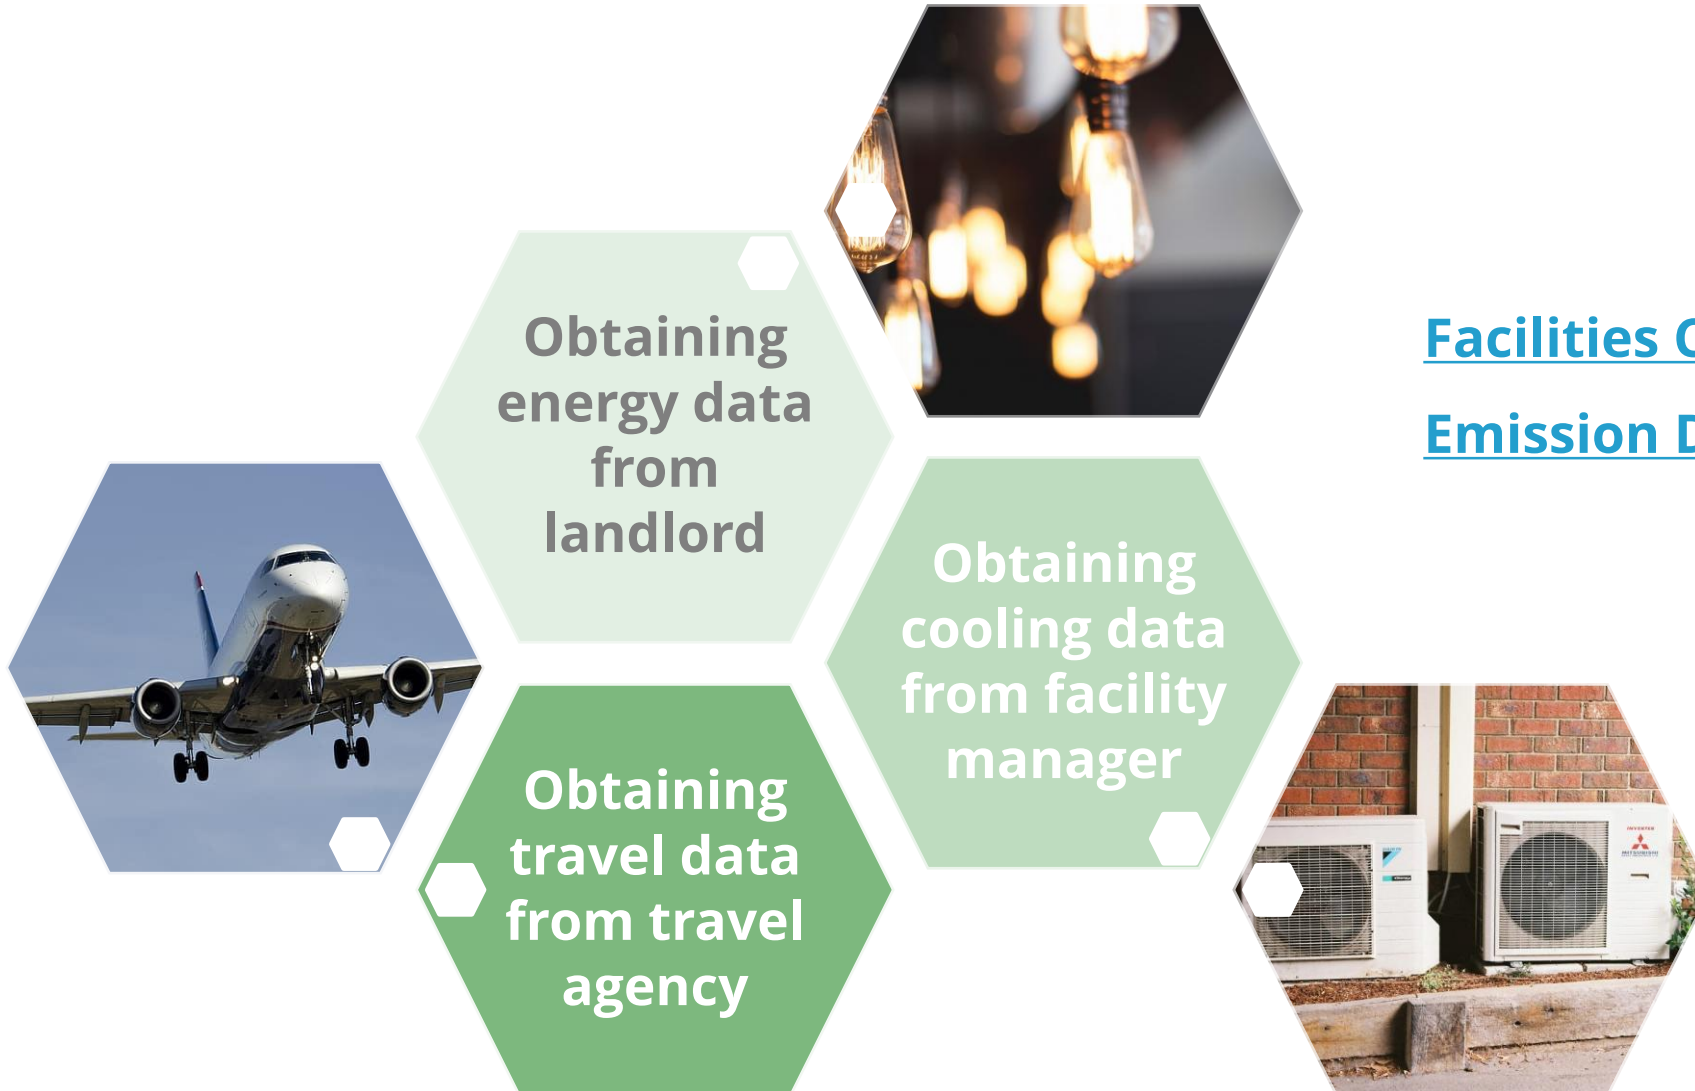 Obtaining
energy data
from
landlord
Facilities
Emission
Obtaining
cooling data
from facility
manager
Obtaining
travel data
from travel
agency